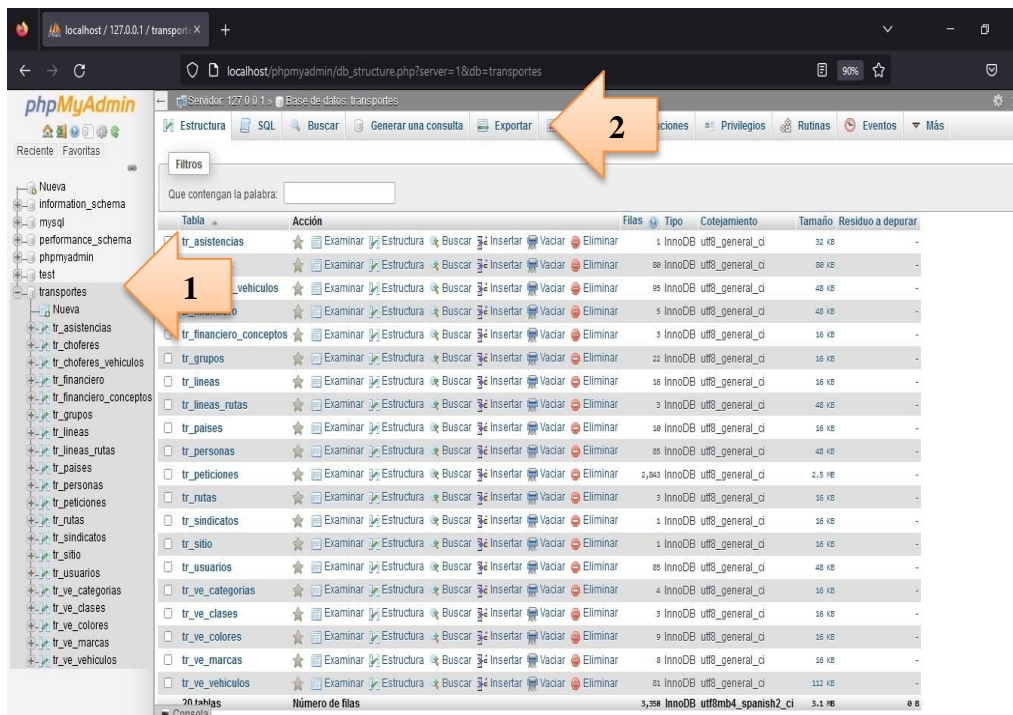 localhost / 127.0.0.1 / transporte
localhost/phpmyadmin/db_structure.php?server=1&db=transportes
90%
phpMyAdmin
Reciente Favoritas
Nueva
information_schema
mysql
performance_schema
phpmyadmin
test
transportes
Nueva
tr_asistencias
tr_choferes
tr_choferes_vehiculos
tr_financiero
tr_financiero_conceptos
tr_grupos
tr_lineas
tr_lineas_rutas
tr_paises
tr_personas
tr_peticiones
tr_rutas
tr_sindicatos
tr_sitio
tr_usuarios
tr_ve_categorias
tr_ve_clases
tr_ve_colores
tr_ve_marcas
tr_ve_vehiculos
1
Servidor: 127.0.0.1 » Base de datos: transportes
Estructura SQL Buscar Generar una consulta Exportar aciones Privilegios Rutinas Eventos Más
2
Filtros
Que contengan la palabra:
Tabla Acción Filas Tipo Cotejamiento Tamaño Residuo a depurar
tr_asistencias Examinar Estructura Buscar Insertar Vaciar Eliminar 1 InnoDB utf8_general_ci 32 KB -
Examinar Estructura Buscar Insertar Vaciar Eliminar 80 InnoDB utf8_general_ci 80 KB -
_vehiculos Examinar Estructura Buscar Insertar Vaciar Eliminar 95 InnoDB utf8_general_ci 48 KB -
tr_financiero Examinar Estructura Buscar Insertar Vaciar Eliminar 5 InnoDB utf8_general_ci 48 KB -
tr_financiero_conceptos Examinar Estructura Buscar Insertar Vaciar Eliminar 3 InnoDB utf8_general_ci 16 KB -
tr_grupos Examinar Estructura Buscar Insertar Vaciar Eliminar 22 InnoDB utf8_general_ci 16 KB -
tr_lineas Examinar Estructura Buscar Insertar Vaciar Eliminar 16 InnoDB utf8_general_ci 16 KB -
tr_lineas_rutas Examinar Estructura Buscar Insertar Vaciar Eliminar 3 InnoDB utf8_general_ci 48 KB -
tr_paises Examinar Estructura Buscar Insertar Vaciar Eliminar 10 InnoDB utf8_general_ci 16 KB -
tr_personas Examinar Estructura Buscar Insertar Vaciar Eliminar 85 InnoDB utf8_general_ci 48 KB -
tr_peticiones Examinar Estructura Buscar Insertar Vaciar Eliminar 2,843 InnoDB utf8_general_ci 2.5 MB -
tr_rutas Examinar Estructura Buscar Insertar Vaciar Eliminar 3 InnoDB utf8_general_ci 16 KB -
tr_sindicatos Examinar Estructura Buscar Insertar Vaciar Eliminar 1 InnoDB utf8_general_ci 16 KB -
tr_sitio Examinar Estructura Buscar Insertar Vaciar Eliminar 1 InnoDB utf8_general_ci 16 KB -
tr_usuarios Examinar Estructura Buscar Insertar Vaciar Eliminar 85 InnoDB utf8_general_ci 48 KB -
tr_ve_categorias Examinar Estructura Buscar Insertar Vaciar Eliminar 4 InnoDB utf8_general_ci 16 KB -
tr_ve_clases Examinar Estructura Buscar Insertar Vaciar Eliminar 3 InnoDB utf8_general_ci 16 KB -
tr_ve_colores Examinar Estructura Buscar Insertar Vaciar Eliminar 9 InnoDB utf8_general_ci 16 KB -
tr_ve_marcas Examinar Estructura Buscar Insertar Vaciar Eliminar 8 InnoDB utf8_general_ci 16 KB -
tr_ve_vehiculos Examinar Estructura Buscar Insertar Vaciar Eliminar 81 InnoDB utf8_general_ci 112 KB -
20 tablas Número de filas 3,358 InnoDB utf8mb4_spanish2_ci 3.1 MB 0 B
Consola